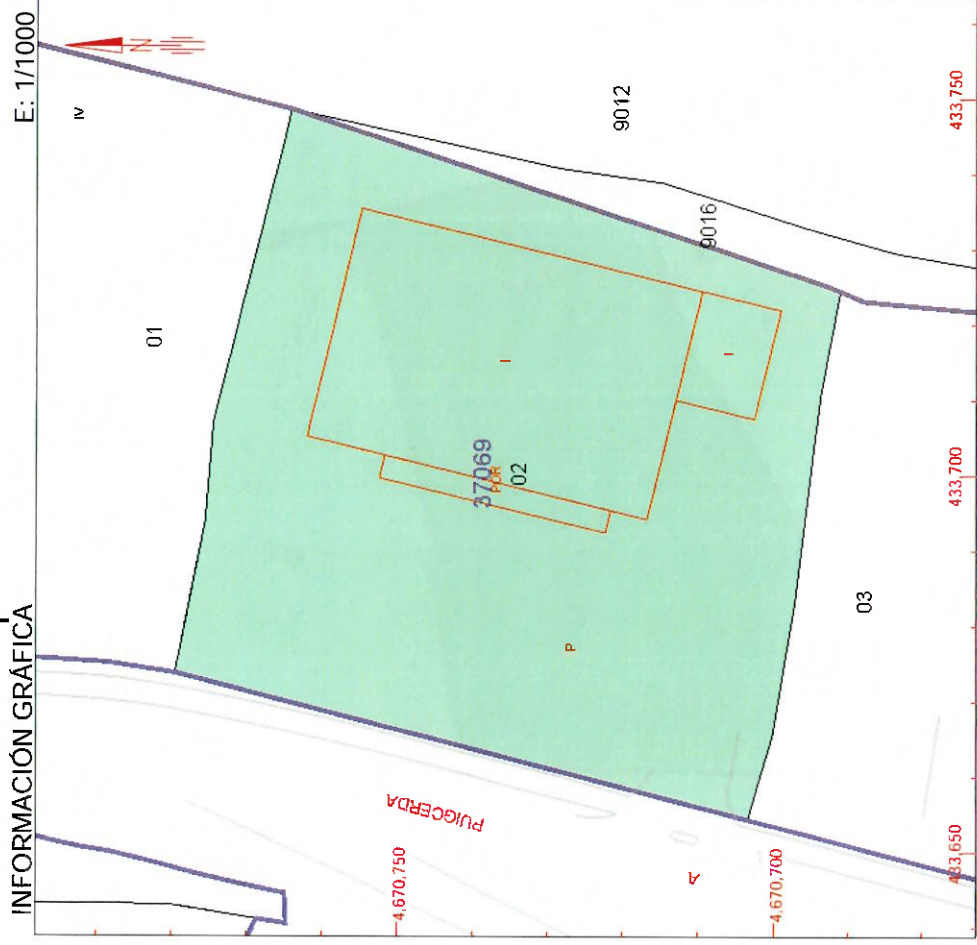 INFORMACIÓN GRÁFICA
E: 1/1000
N
IV
01
9012
9016
I
37069
POR
02
I
P
03
PUIGCERDA
A
4,670,750
4,670,700
433,650
433,700
433,750